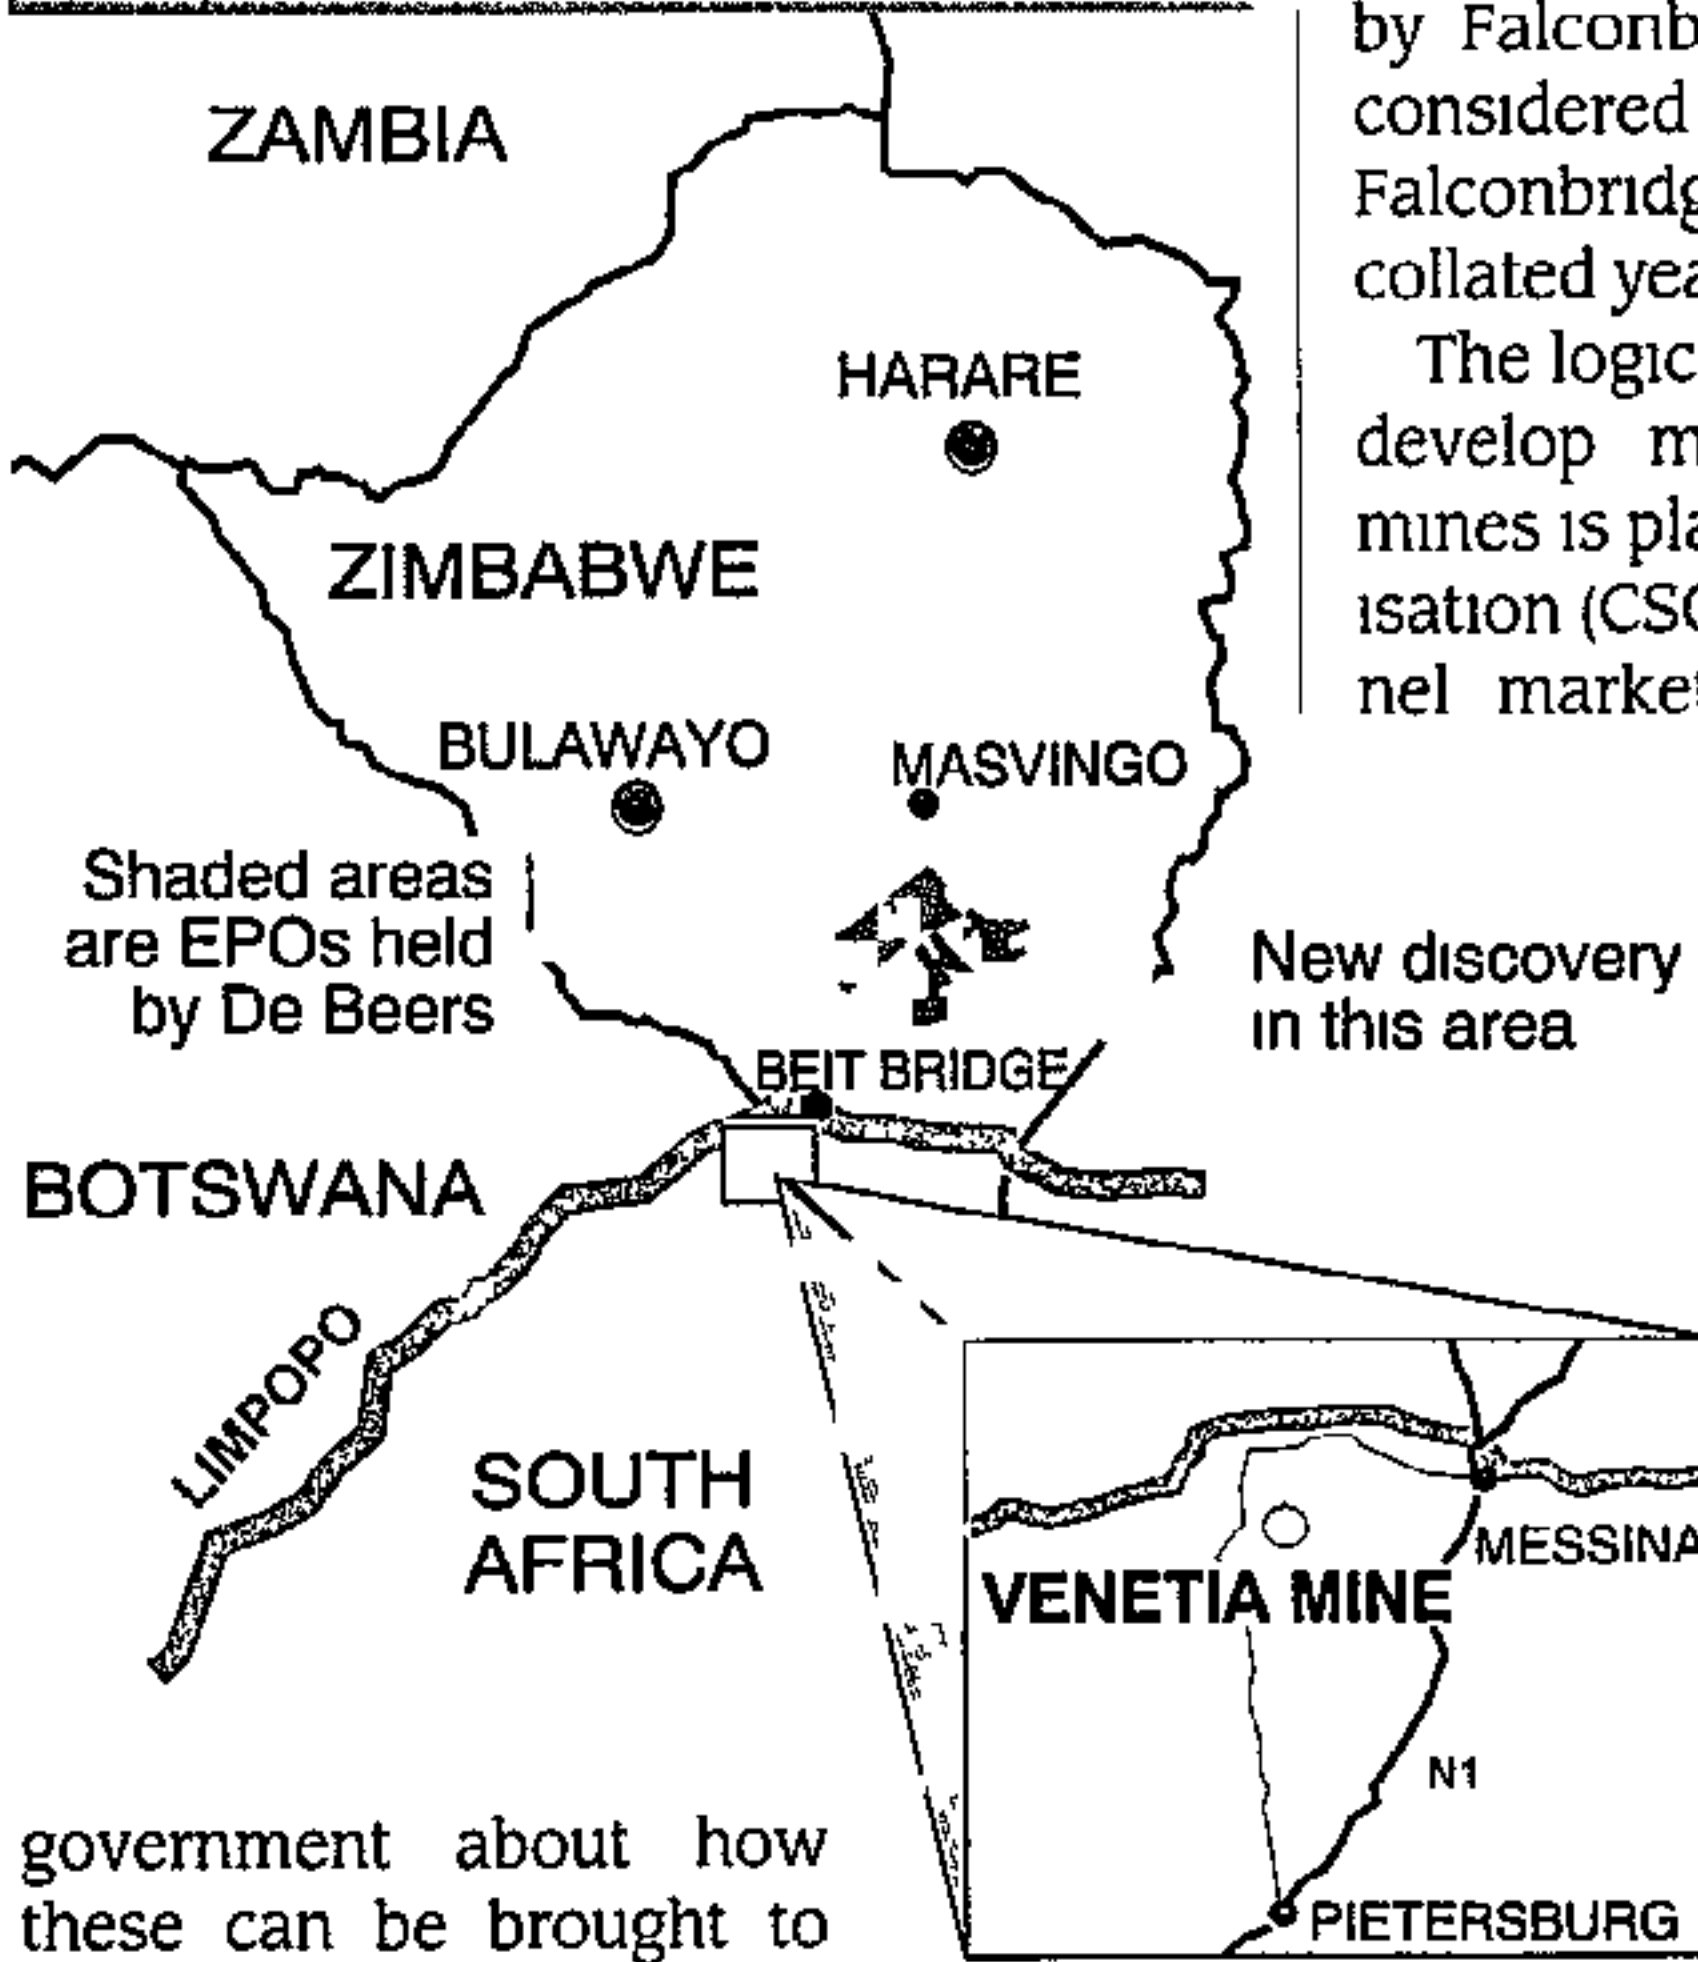 ZAMBIA
HARARE
ZIMBABWE
BULAWAYO
MASVINGO
Shaded areas
are EPOs held
by De Beers
New discovery
in this area
BEIT BRIDGE
BOTSWANA
LIMPOPO
SOUTH
AFRICA
MESSINA
VENETIA MINE
N1
PIETERSBURG
government about how
these can be brought to
by Falconb
considered
Falconbridg
collated yea
The logic
develop m
mines is pla
isation (CSO
nel market